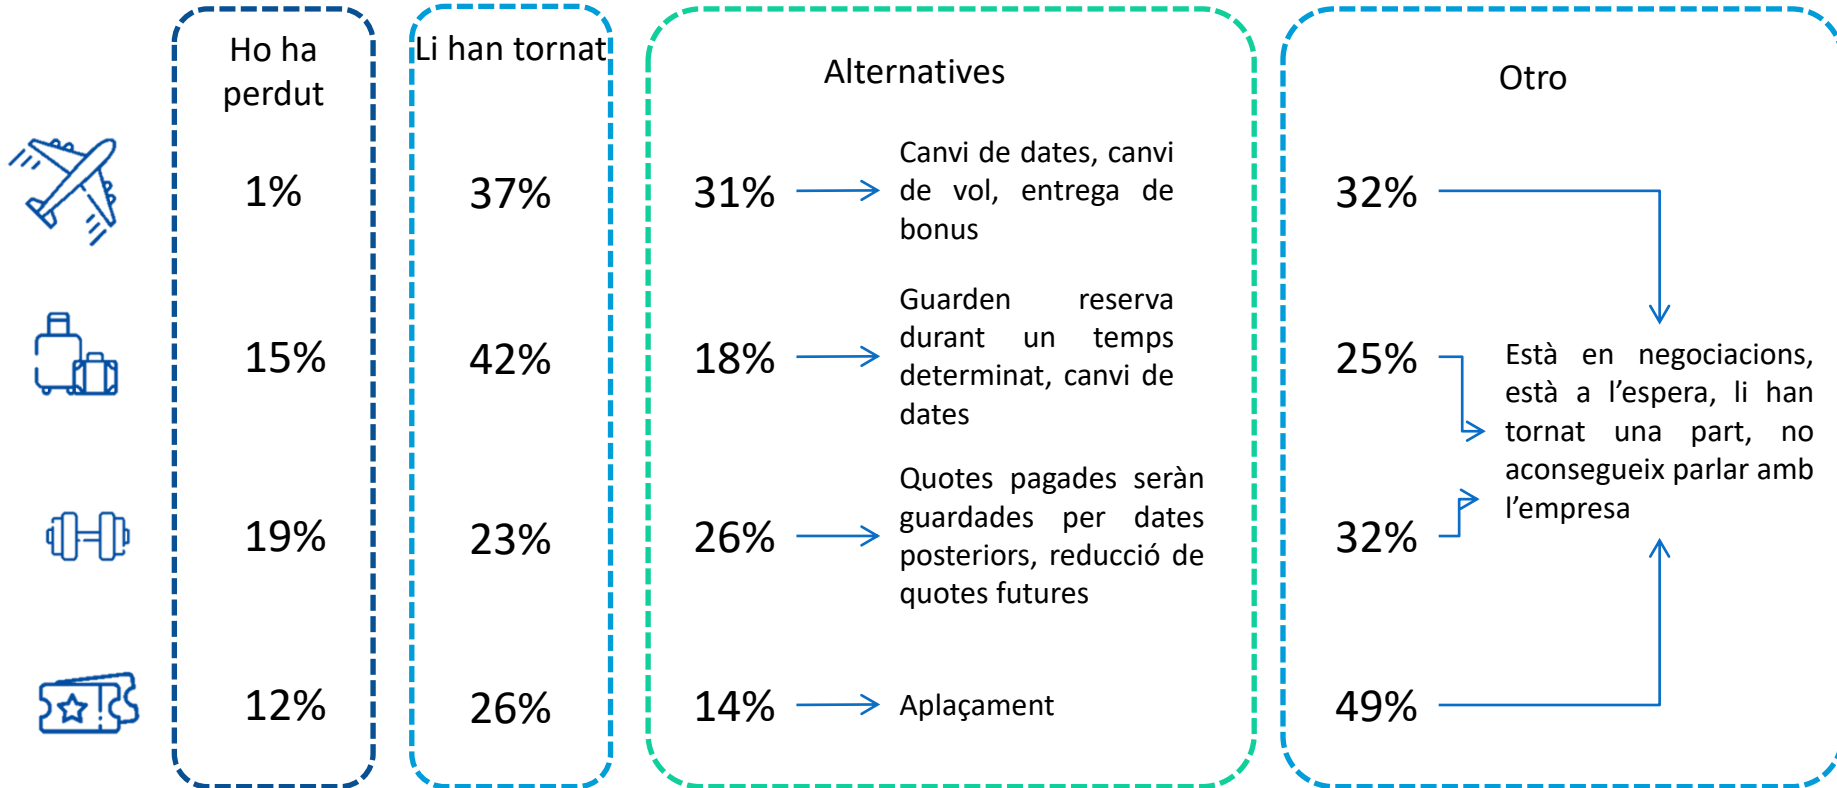 Ho ha
perdut
Li han tornat
Alternatives
Otro
1%
37%
31%
Canvi de dates, canvi
de vol, entrega de
bonus
32%
15%
42%
18%
Guarden reserva
durant un temps
determinat, canvi de
dates
25%
Està en negociacions,
està a l’espera, li han
tornat una part, no
aconsegueix parlar amb
l’empresa
19%
23%
26%
Quotes pagades seràn
guardades per dates
posteriors, reducció de
quotes futures
32%
12%
26%
14%
Aplaçament
49%